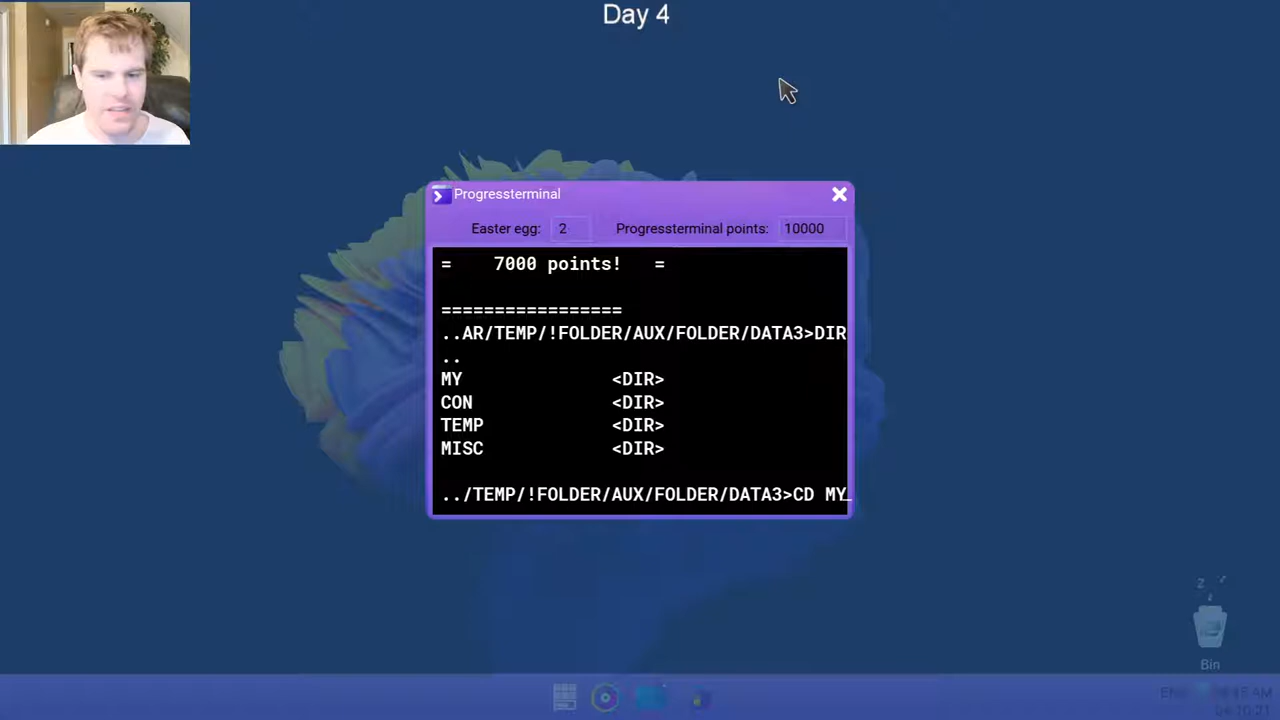 Day 4
Progressterminal
Easter egg: 2 Progressterminal points: 10000
= 7000 points! =
=================
..AR/TEMP/!FOLDER/AUX/FOLDER/DATA3>DIR
..
MY <DIR>
CON <DIR>
TEMP <DIR>
MISC <DIR>
../TEMP/!FOLDER/AUX/FOLDER/DATA3>CD MY_
Bin